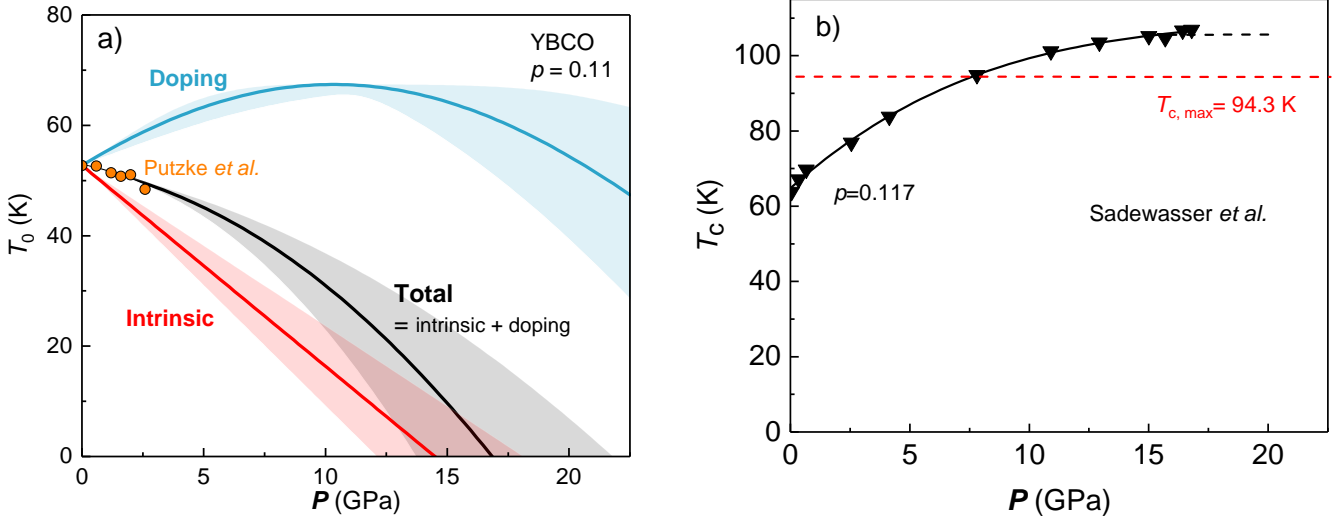 a)
YBCO
p = 0.11
Doping
Putzke et al.
Total
= intrinsic + doping
Intrinsic
T0 (K)
80
60
40
20
0
0 5 10 15 20
P (GPa)
b)
Tc, max= 94.3 K
p=0.117
Sadewasser et al.
Tc (K)
100
80
60
40
20
0
0 5 10 15 20
P (GPa)